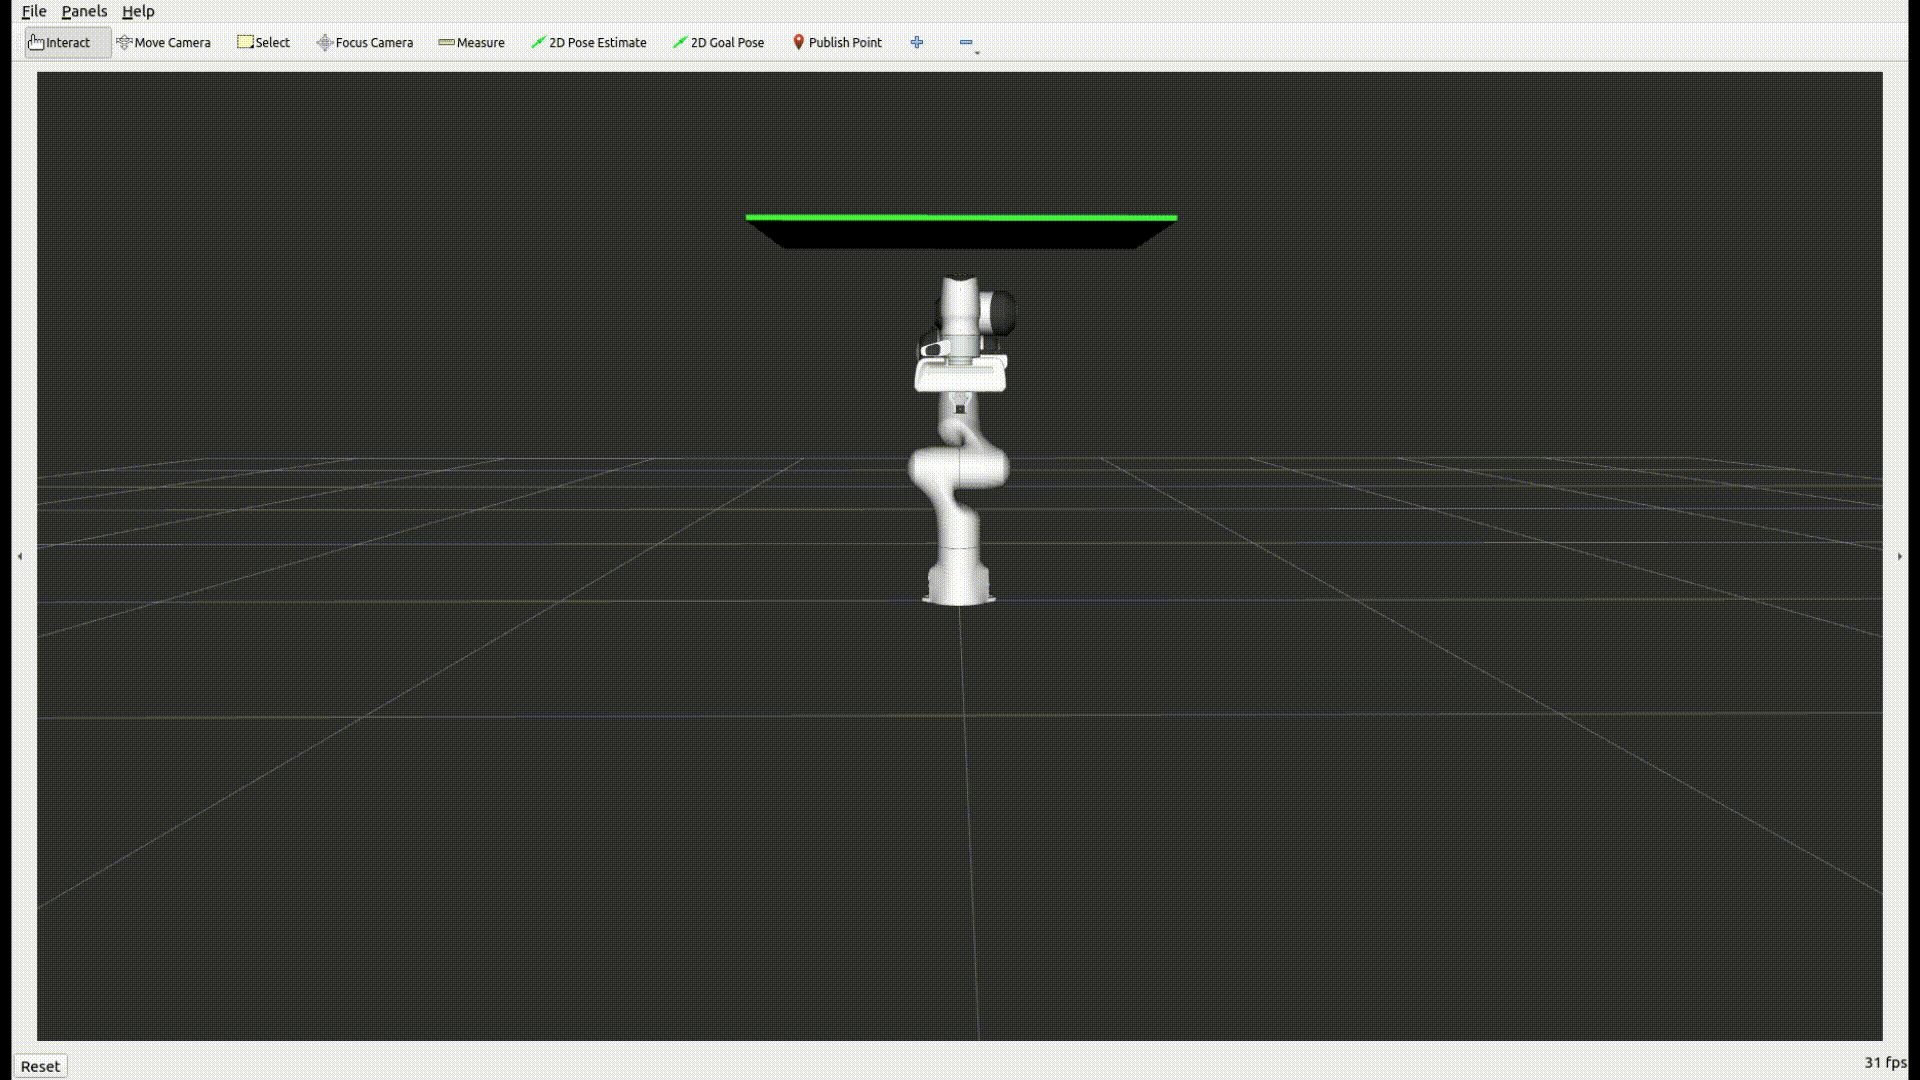 File Panels Help
Interact Move Camera Select Focus Camera Measure 2D Pose Estimate 2D Goal Pose Publish Point
Reset 31 fps